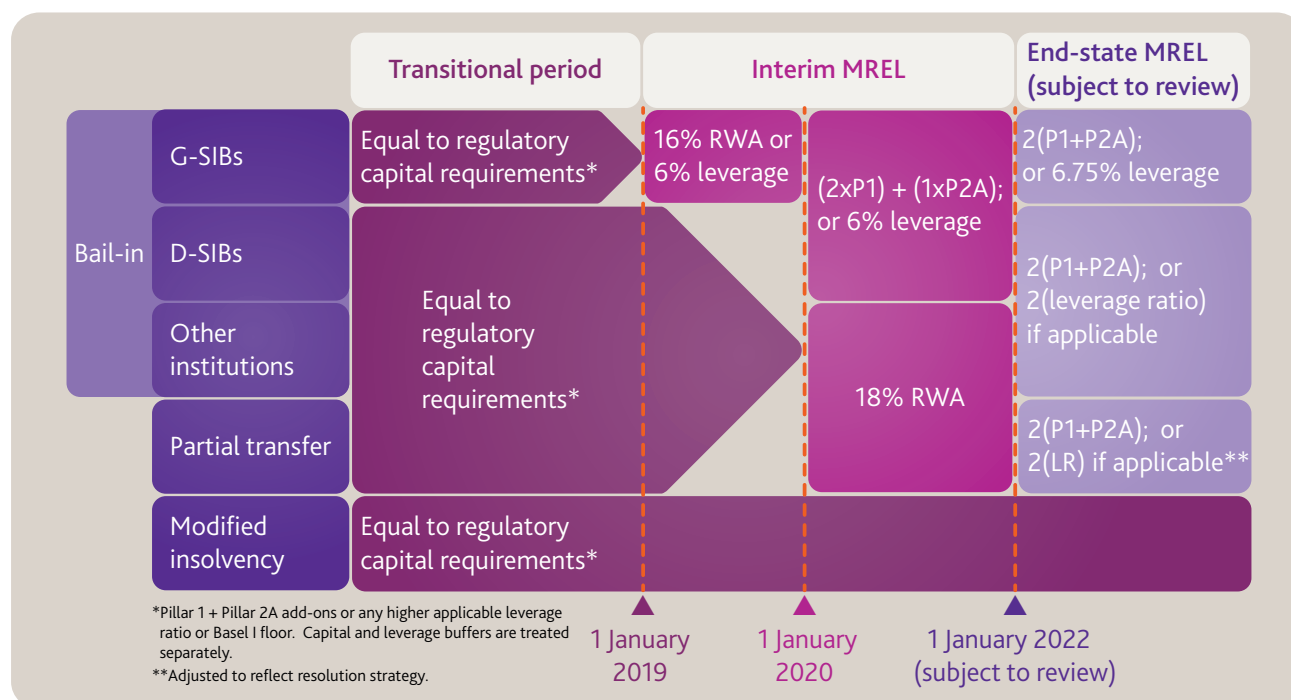 Transitional period
Interim MREL
End-state MREL
(subject to review)
Bail-in
G-SIBs
Equal to regulatory
capital requirements*
16% RWA or
6% leverage
(2xP1) + (1xP2A);
or 6% leverage
2(P1+P2A);
or 6.75% leverage
D-SIBs
Equal to
regulatory
capital
requirements*
2(P1+P2A);  or
2(leverage ratio)
if applicable
Other
institutions
18% RWA
Partial transfer
2(P1+P2A);  or
2(LR) if applicable**
Modified
insolvency
Equal to regulatory
capital requirements*
*Pillar 1 + Pillar 2A add-ons or any higher applicable leverage
ratio or Basel I floor.  Capital and leverage buffers are treated
separately.
**Adjusted to reflect resolution strategy.
1 January
2019
1 January
2020
1 January 2022
(subject to review)